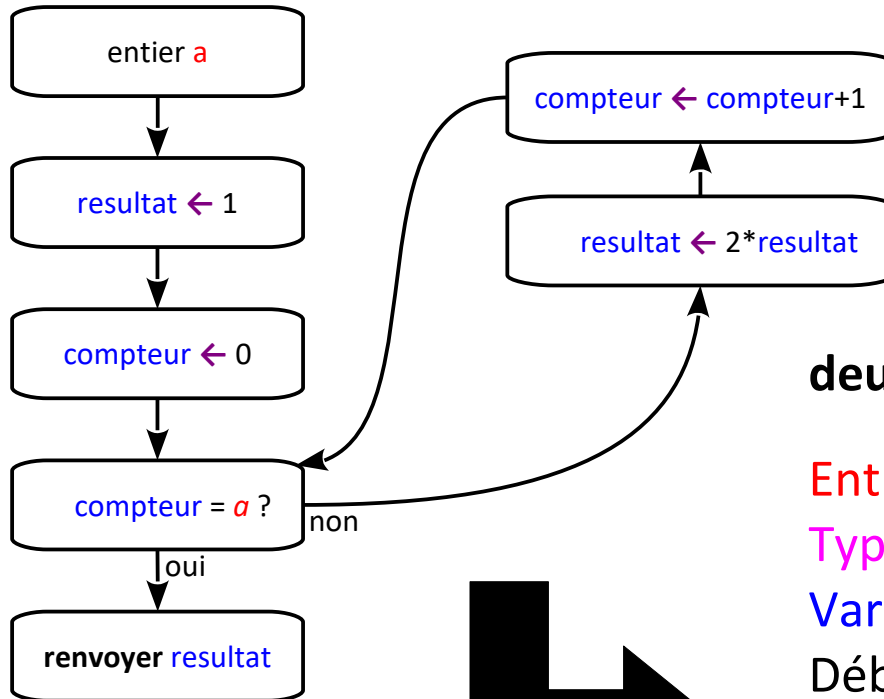 entier a
resultat ← 1
compteur ← 0
compteur = a ?
non
oui
renvoyer resultat
compteur ← compteur+1
resultat ← 2*resultat